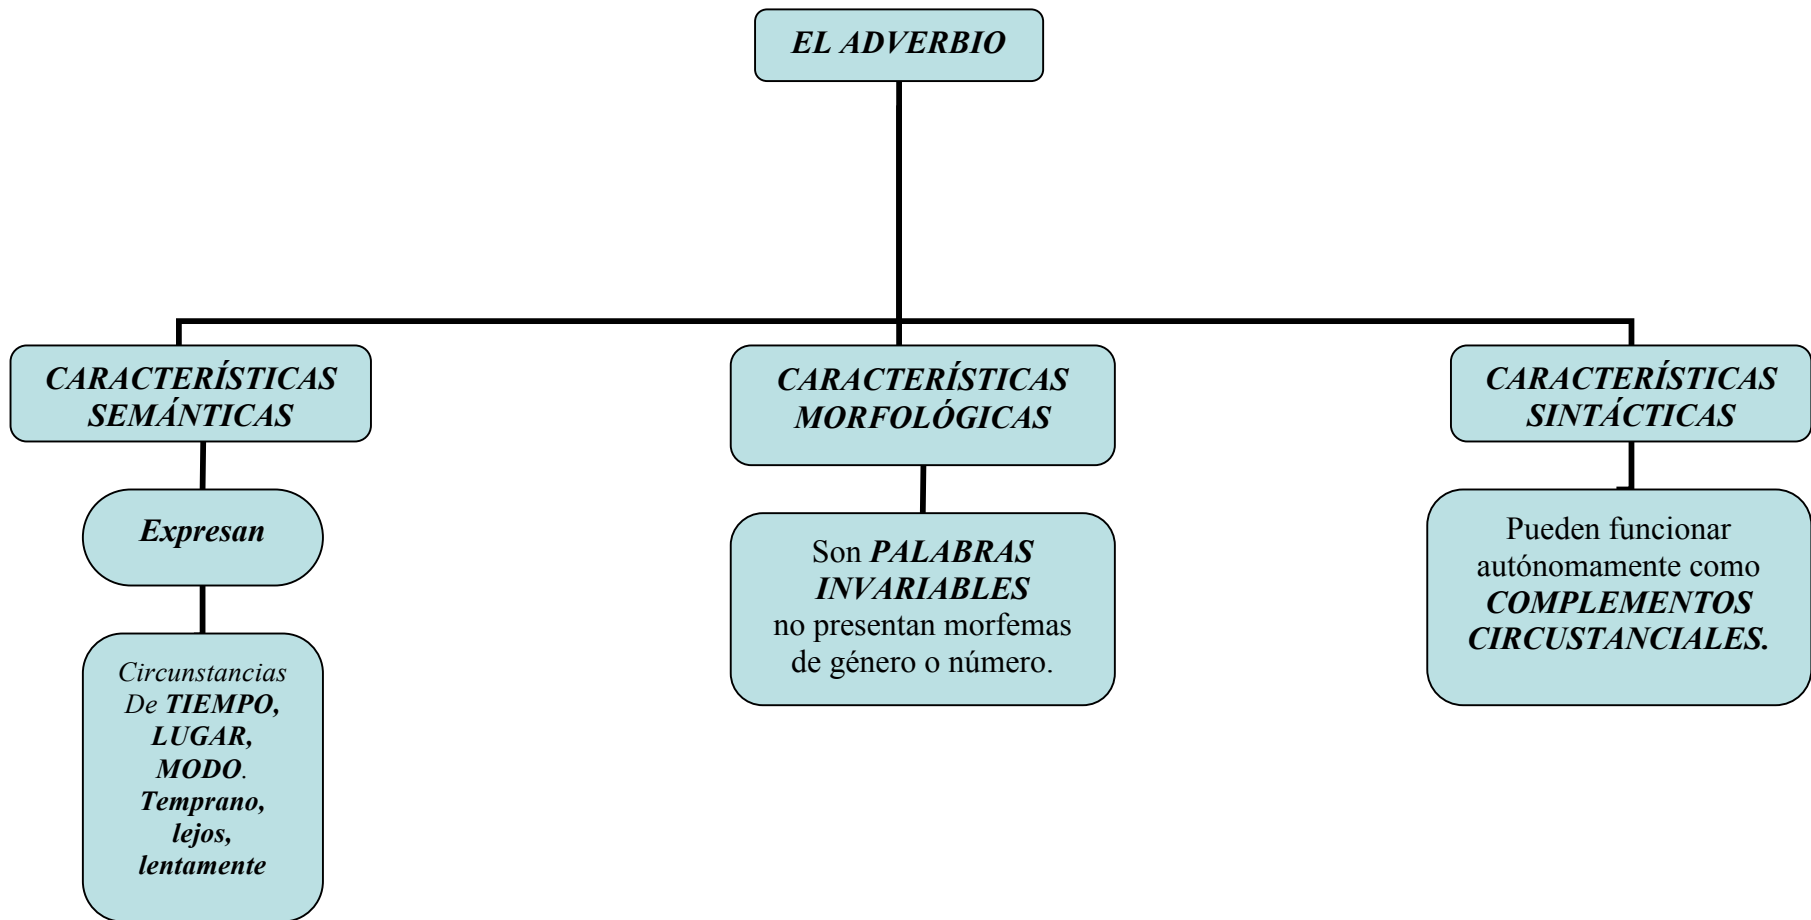 EL ADVERBIO
CARACTERÍSTICAS
SEMÁNTICAS
Expresan
Circunstancias
De TIEMPO,
LUGAR,
MODO.
Temprano,
lejos,
lentamente
CARACTERÍSTICAS
MORFOLÓGICAS
Son PALABRAS
INVARIABLES
no presentan morfemas
de género o número.
CARACTERÍSTICAS
SINTÁCTICAS
Pueden funcionar
autónomamente como
COMPLEMENTOS
CIRCUSTANCIALES.